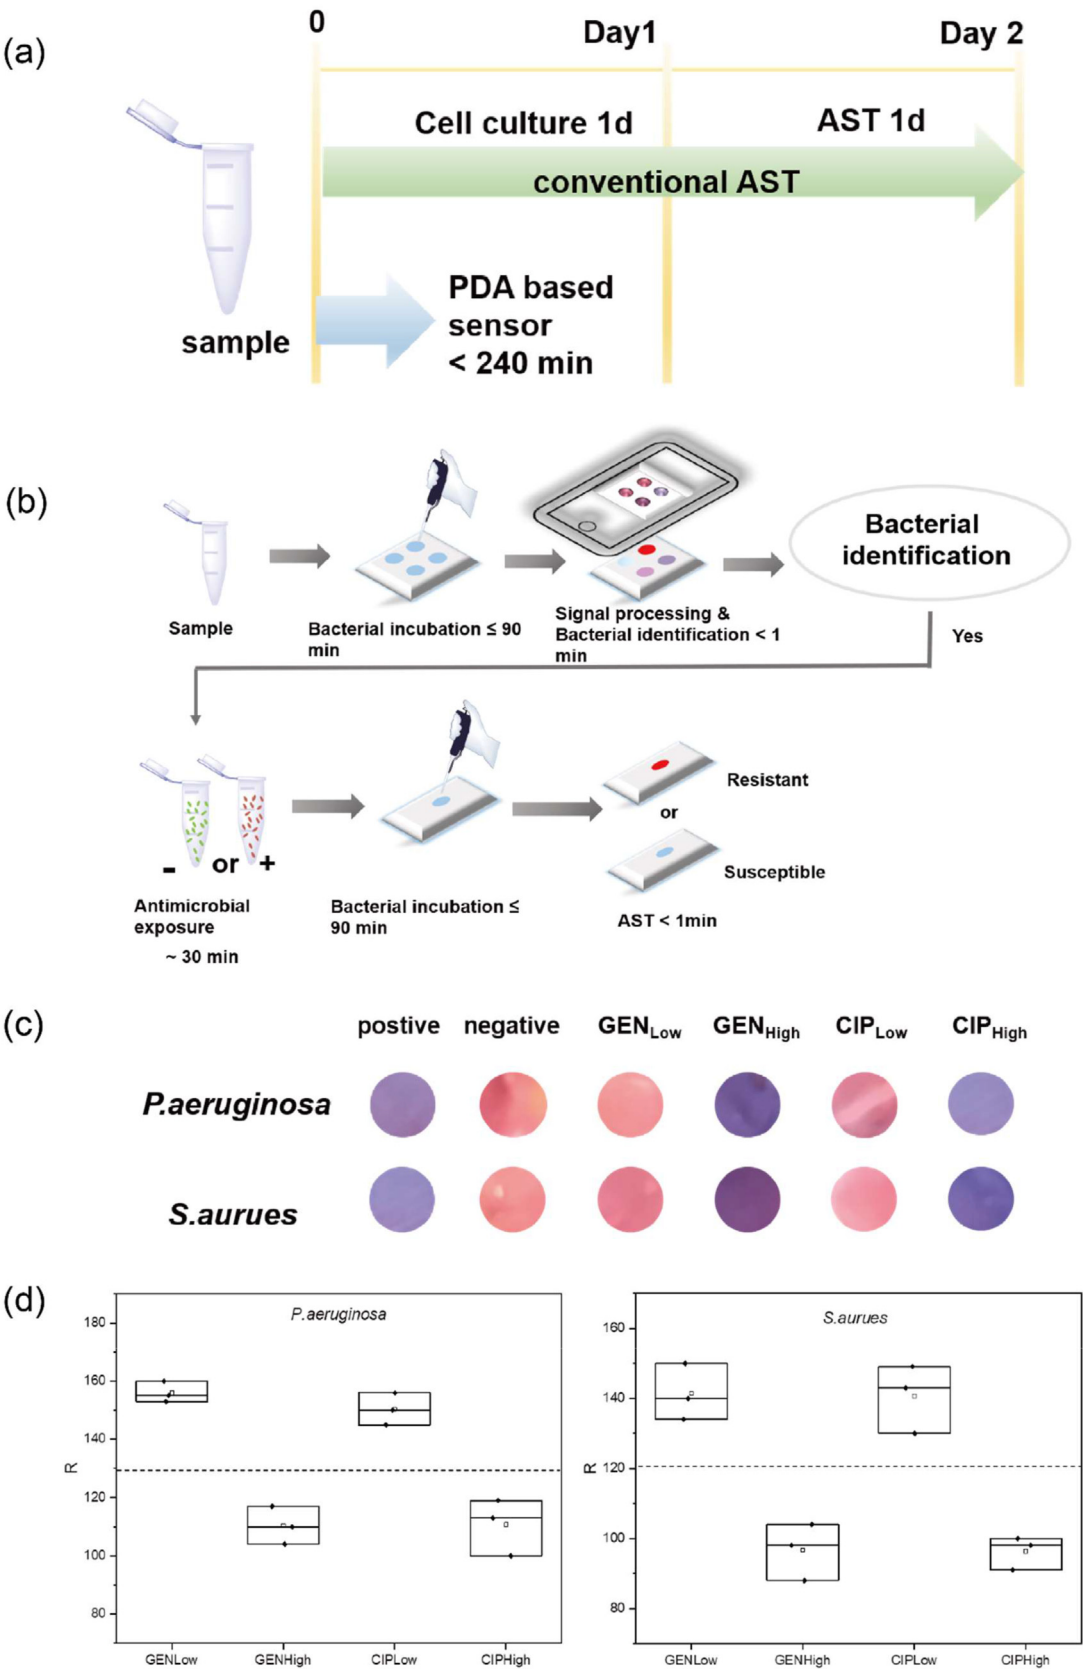 (a)
0
Day1
Day 2
Cell culture 1d
AST 1d
conventional AST
sample
PDA based
sensor
< 240 min
(b)
Sample
Bacterial incubation ≤ 90
min
Signal processing &
Bacterial identification < 1
min
Bacterial
identification
Yes
- or +
Antimicrobial
exposure
~ 30 min
Bacterial incubation ≤
90 min
Resistant
or
Susceptible
AST < 1min
(c)
postive negative GENLow GENHigh CIPLow CIPHigh
P.aeruginosa
S.aurues
(d)
P.aeruginosa
180
160
140
120
100
80
R
GENLow GENHigh CIPLow CIPHigh
S.aurues
160
140
120
100
80
R
GENLow GENHigh CIPLow CIPHigh